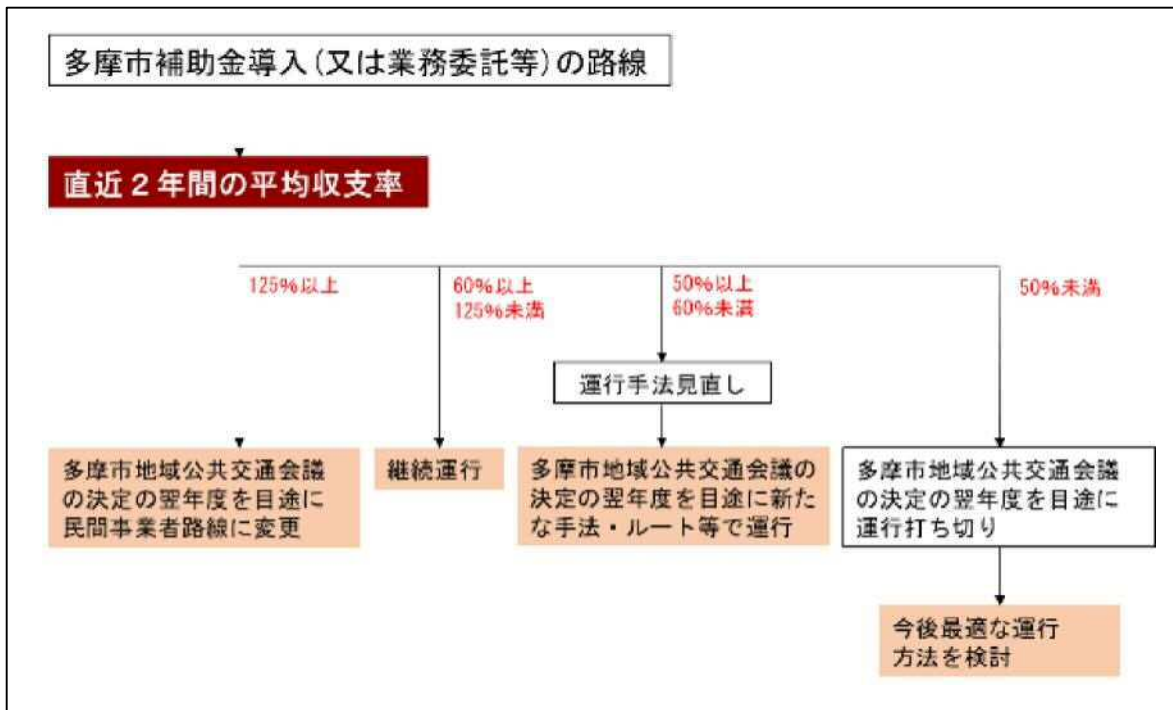 多摩市補助金導入(又は業務委託等)の路線
直近2年間の平均収支率
125%以上
60%以上
125%未満
50%以上
60%未満
50%未満
運行手法見直し
多摩市地域公共交通会議
の決定の翌年度を目途に
民間事業者路線に変更
継続運行
多摩市地域公共交通会議の
決定の翌年度を目途に新た
な手法・ルート等で運行
多摩市地域公共交通会議
の決定の翌年度を目途に
運行打ち切り
今後最適な運行
方法を検討